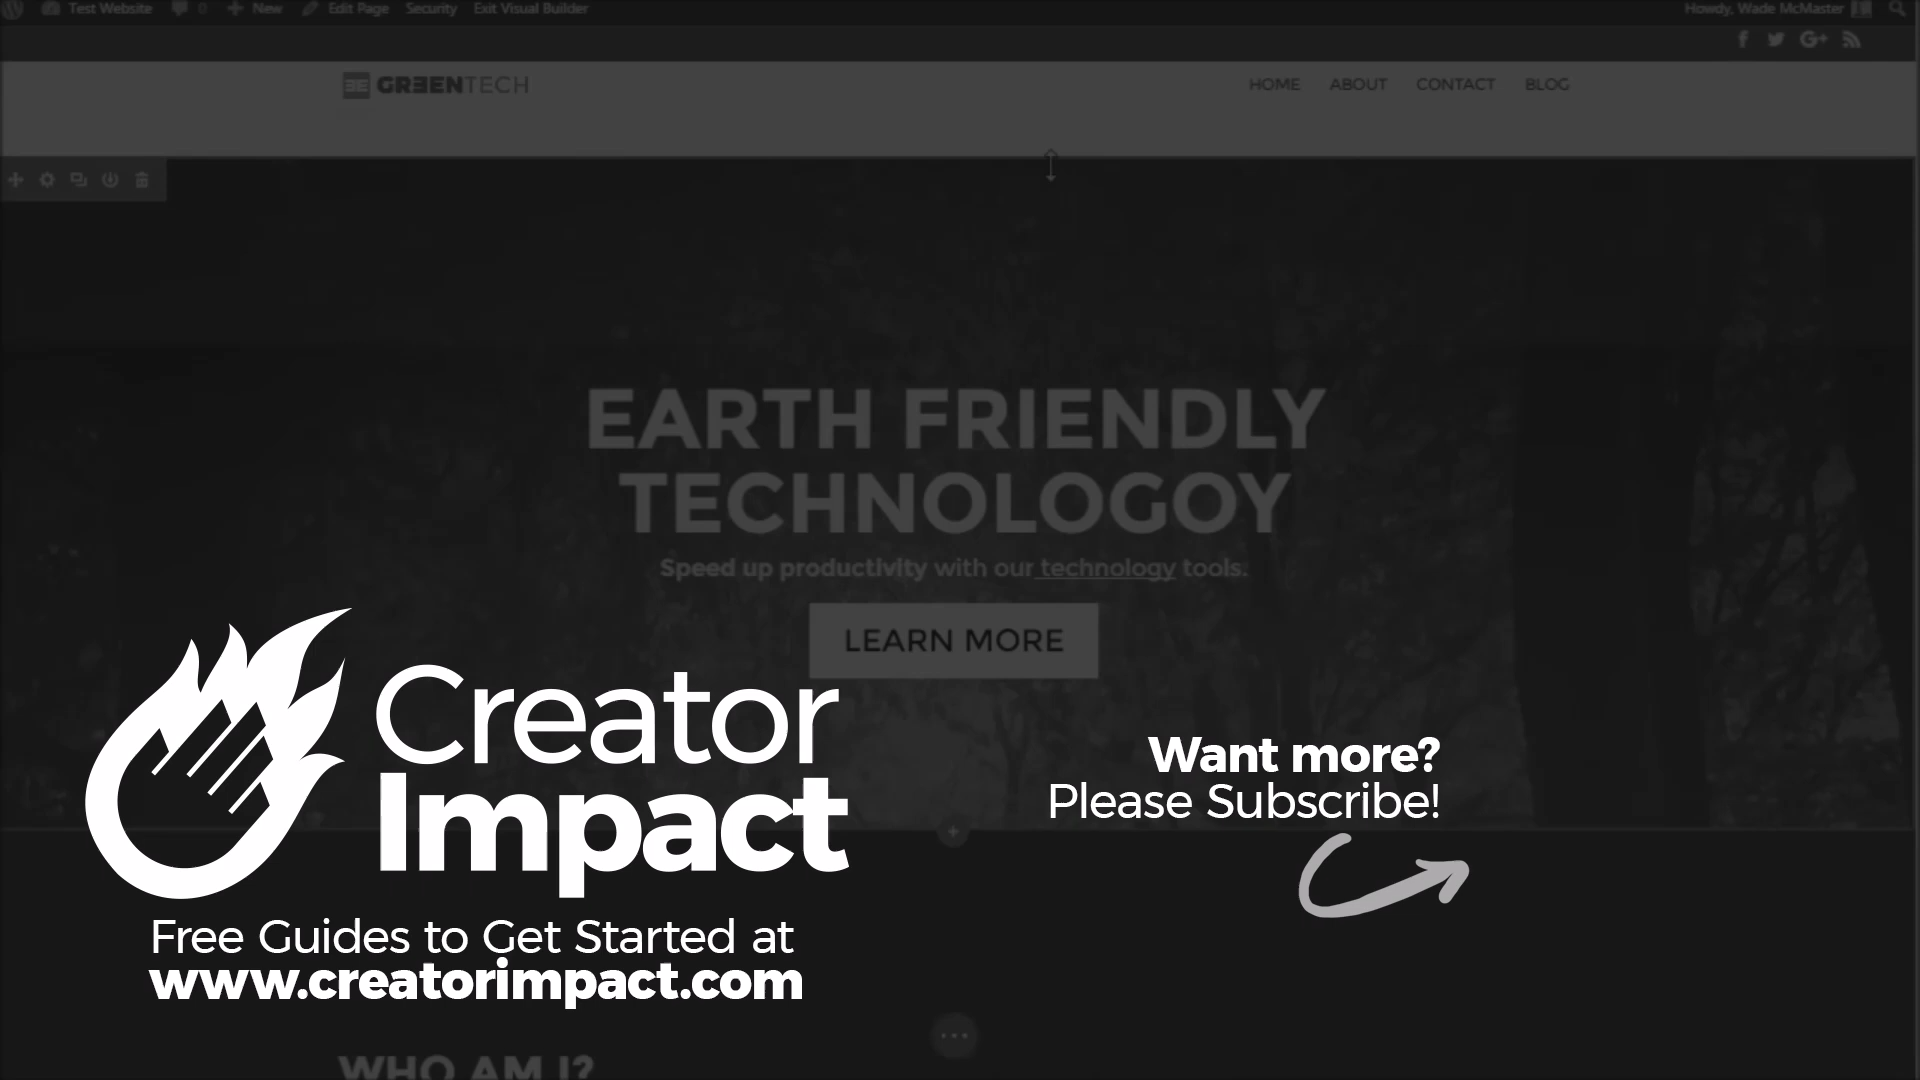 Test Website 0 New Edit Page Security Exit Visual Builder Howdy, Wade McMaster
GREENTECH HOME ABOUT CONTACT BLOG
EARTH FRIENDLY
TECHNOLOGOY
Speed up productivity with our technology tools.
LEARN MORE
Creator
Impact
Want more?
Please Subscribe!
Free Guides to Get Started at
www.creatorimpact.com
WHO AM I?